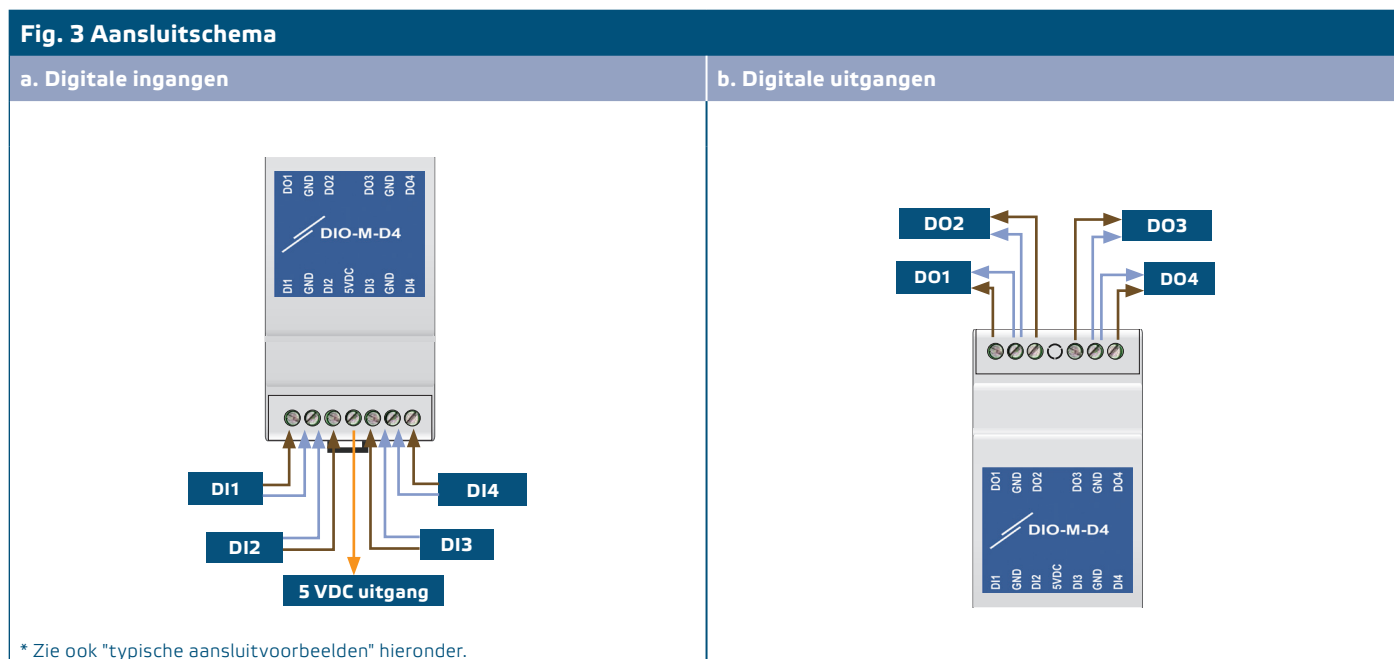 Fig. 3 Aansluitschema
a. Digitale ingangen
b. Digitale uitgangen
DO1 GND DO2 DO3 GND DO4
DIO-M-D4
DI1 GND DI2 5VDC DI3 GND DI4
DI1
DI4
DI2
DI3
5 VDC uitgang
* Zie ook "typische aansluitvoorbeelden" hieronder.
DO2
DO3
DO1
DO4
DO1 GND DO2 DO3 GND DO4
DIO-M-D4
DI1 GND DI2 5VDC DI3 GND DI4